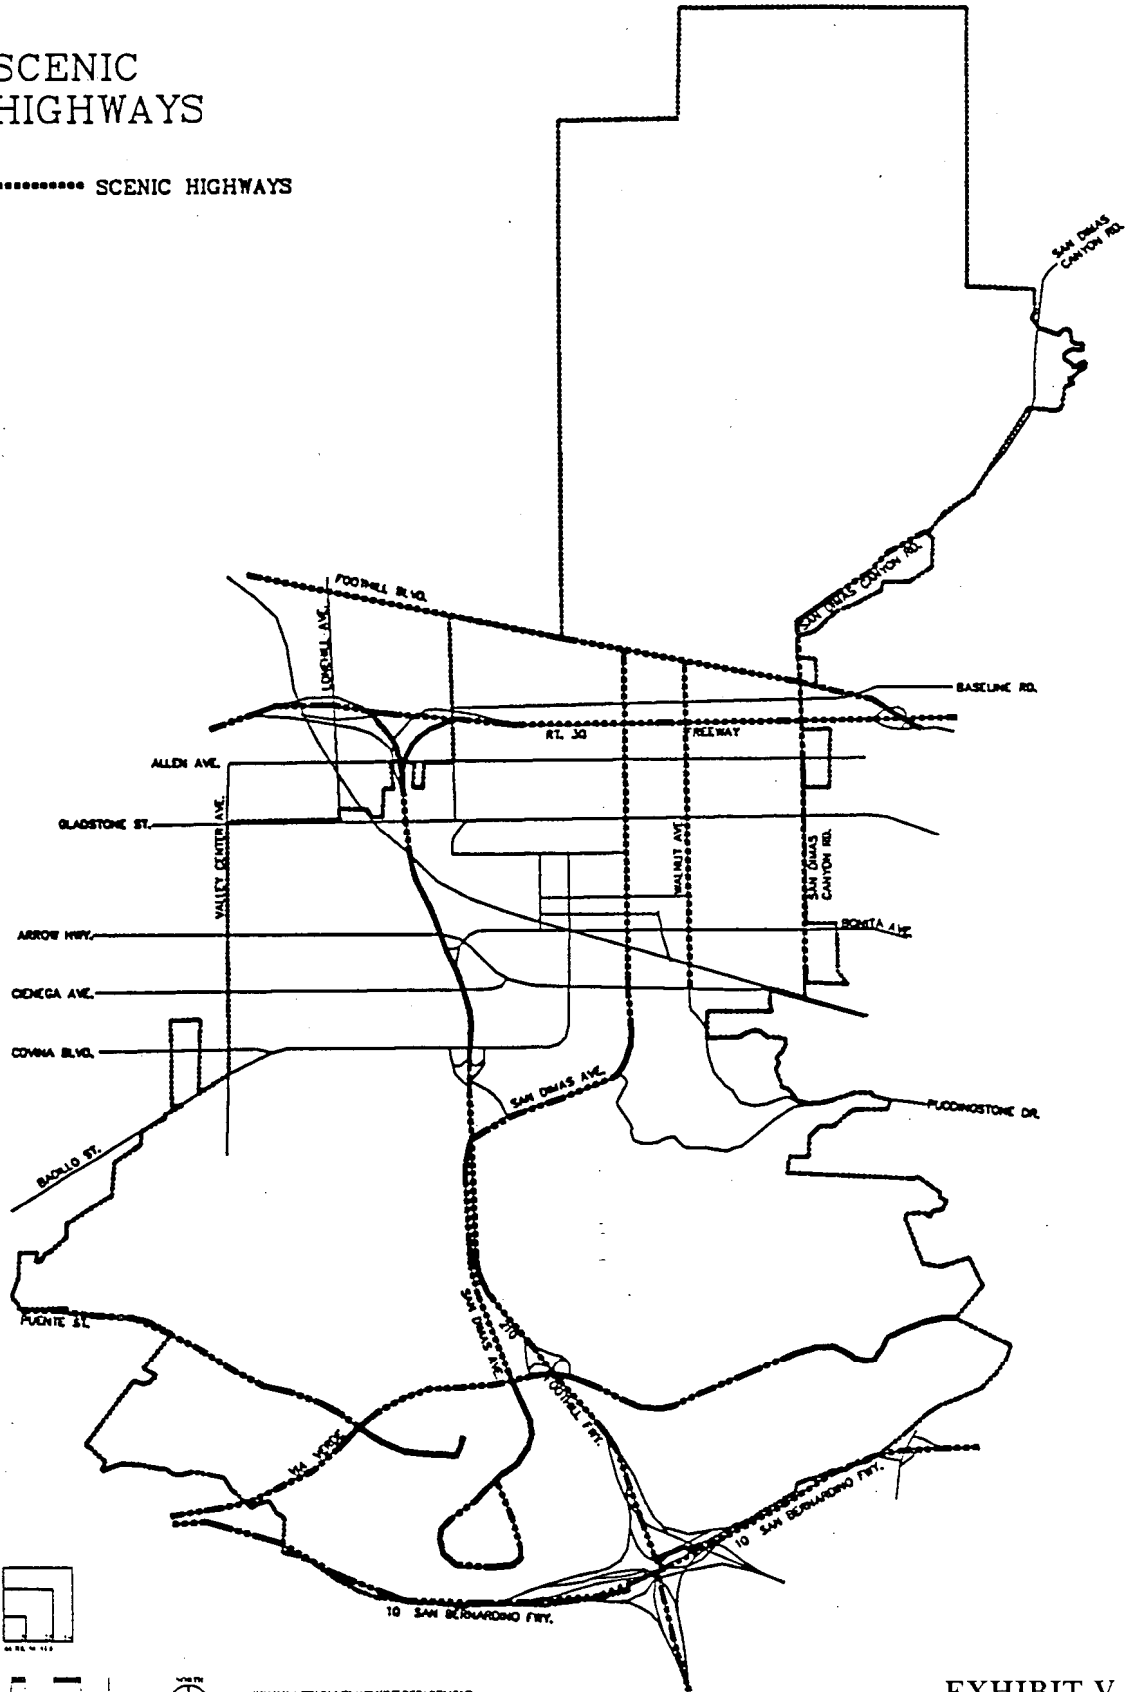 SCENIC
HIGHWAYS
SCENIC HIGHWAYS
SAN DIMAS
CANYON RD.
SAN DIMAS CANYON RD.
FOOTHILL BLVD.
LONEHILL AVE.
BASELINE RD.
RT. 30
FREEWAY
ALLEN AVE.
GLADSTONE ST.
VALLEY CENTER AVE.
WALNUT AVE.
SAN DIMAS
CANYON RD.
BONITA AVE
ARROW HWY.
CIENEGA AVE.
COVINA BLVD.
SAN DIMAS AVE.
PUDDINGSTONE DR.
BADILLO ST.
PUENTE ST.
SAN DIMAS AVE.
210
FOOTHILL FWY.
VIA VERDE
10 SAN BERNARDINO FWY.
10 SAN BERNARDINO FWY.
NORTH
EXHIBIT V